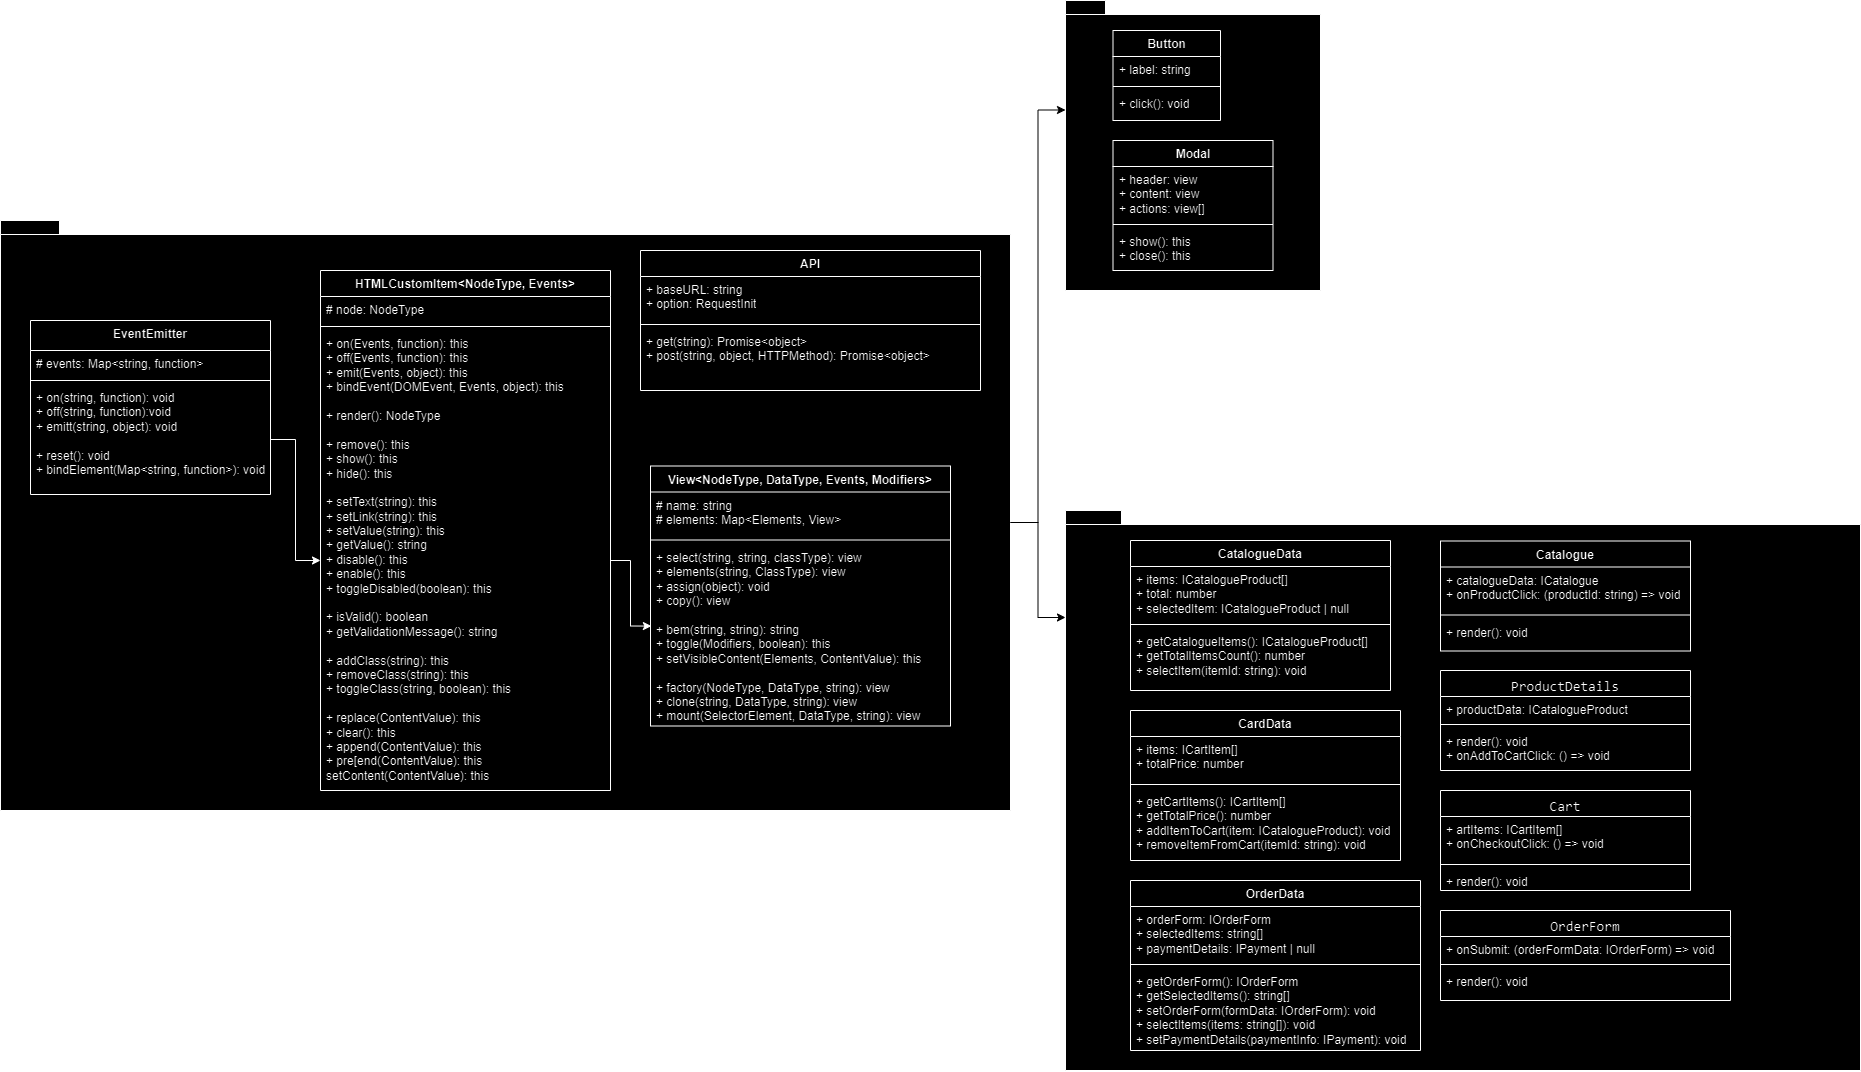 EventEmitter
# events: Map<string, function>
+ on(string, function): void
+ off(string, function):void
+ emitt(string, object): void
+ reset(): void
+ bindElement(Map<string, function>): void
HTMLCustomItem<NodeType, Events>
# node: NodeType
+ on(Events, function): this
+ off(Events, function): this
+ emit(Events, object): this
+ bindEvent(DOMEvent, Events, object): this
+ render(): NodeType
+ remove(): this
+ show(): this
+ hide(): this
+ setText(string): this
+ setLink(string): this
+ setValue(string): this
+ getValue(): string
+ disable(): this
+ enable(): this
+ toggleDisabled(boolean): this
+ isValid(): boolean
+ getValidationMessage(): string
+ addClass(string): this
+ removeClass(string): this
+ toggleClass(string, boolean): this
+ replace(ContentValue): this
+ clear(): this
+ append(ContentValue): this
+ pre[end(ContentValue): this
setContent(ContentValue): this
API
+ baseURL: string
+ option: RequestInit
+ get(string): Promise<object>
+ post(string, object, HTTPMethod): Promise<object>
View<NodeType, DataType, Events, Modifiers>
# name: string
# elements: Map<Elements, View>
+ select(string, string, classType): view
+ elements(string, ClassType): view
+ assign(object): void
+ copy(): view
+ bem(string, string): string
+ toggle(Modifiers, boolean): this
+ setVisibleContent(Elements, ContentValue): this
+ factory(NodeType, DataType, string): view
+ clone(string, DataType, string): view
+ mount(SelectorElement, DataType, string): view
Button
+ label: string
+ click(): void
Modal
+ header: view
+ content: view
+ actions: view[]
+ show(): this
+ close(): this
CatalogueData
+ items: ICatalogueProduct[]
+ total: number
+ selectedItem: ICatalogueProduct | null
+ getCatalogueItems(): ICatalogueProduct[]
+ getTotalItemsCount(): number
+ selectItem(itemId: string): void
CardData
+ items: ICartItem[]
+ totalPrice: number
+ getCartItems(): ICartItem[]
+ getTotalPrice(): number
+ addItemToCart(item: ICatalogueProduct): void
+ removeItemFromCart(itemId: string): void
OrderData
+ orderForm: IOrderForm
+ selectedItems: string[]
+ paymentDetails: IPayment | null
+ getOrderForm(): IOrderForm
+ getSelectedItems(): string[]
+ setOrderForm(formData: IOrderForm): void
+ selectItems(items: string[]): void
+ setPaymentDetails(paymentInfo: IPayment): void
Catalogue
+ catalogueData: ICatalogue
+ onProductClick: (productId: string) => void
+ render(): void
ProductDetails
+ productData: ICatalogueProduct
+ render(): void
+ onAddToCartClick: () => void
Cart
+ artItems: ICartItem[]
+ onCheckoutClick: () => void
+ render(): void
OrderForm
+ onSubmit: (orderFormData: IOrderForm) => void
+ render(): void